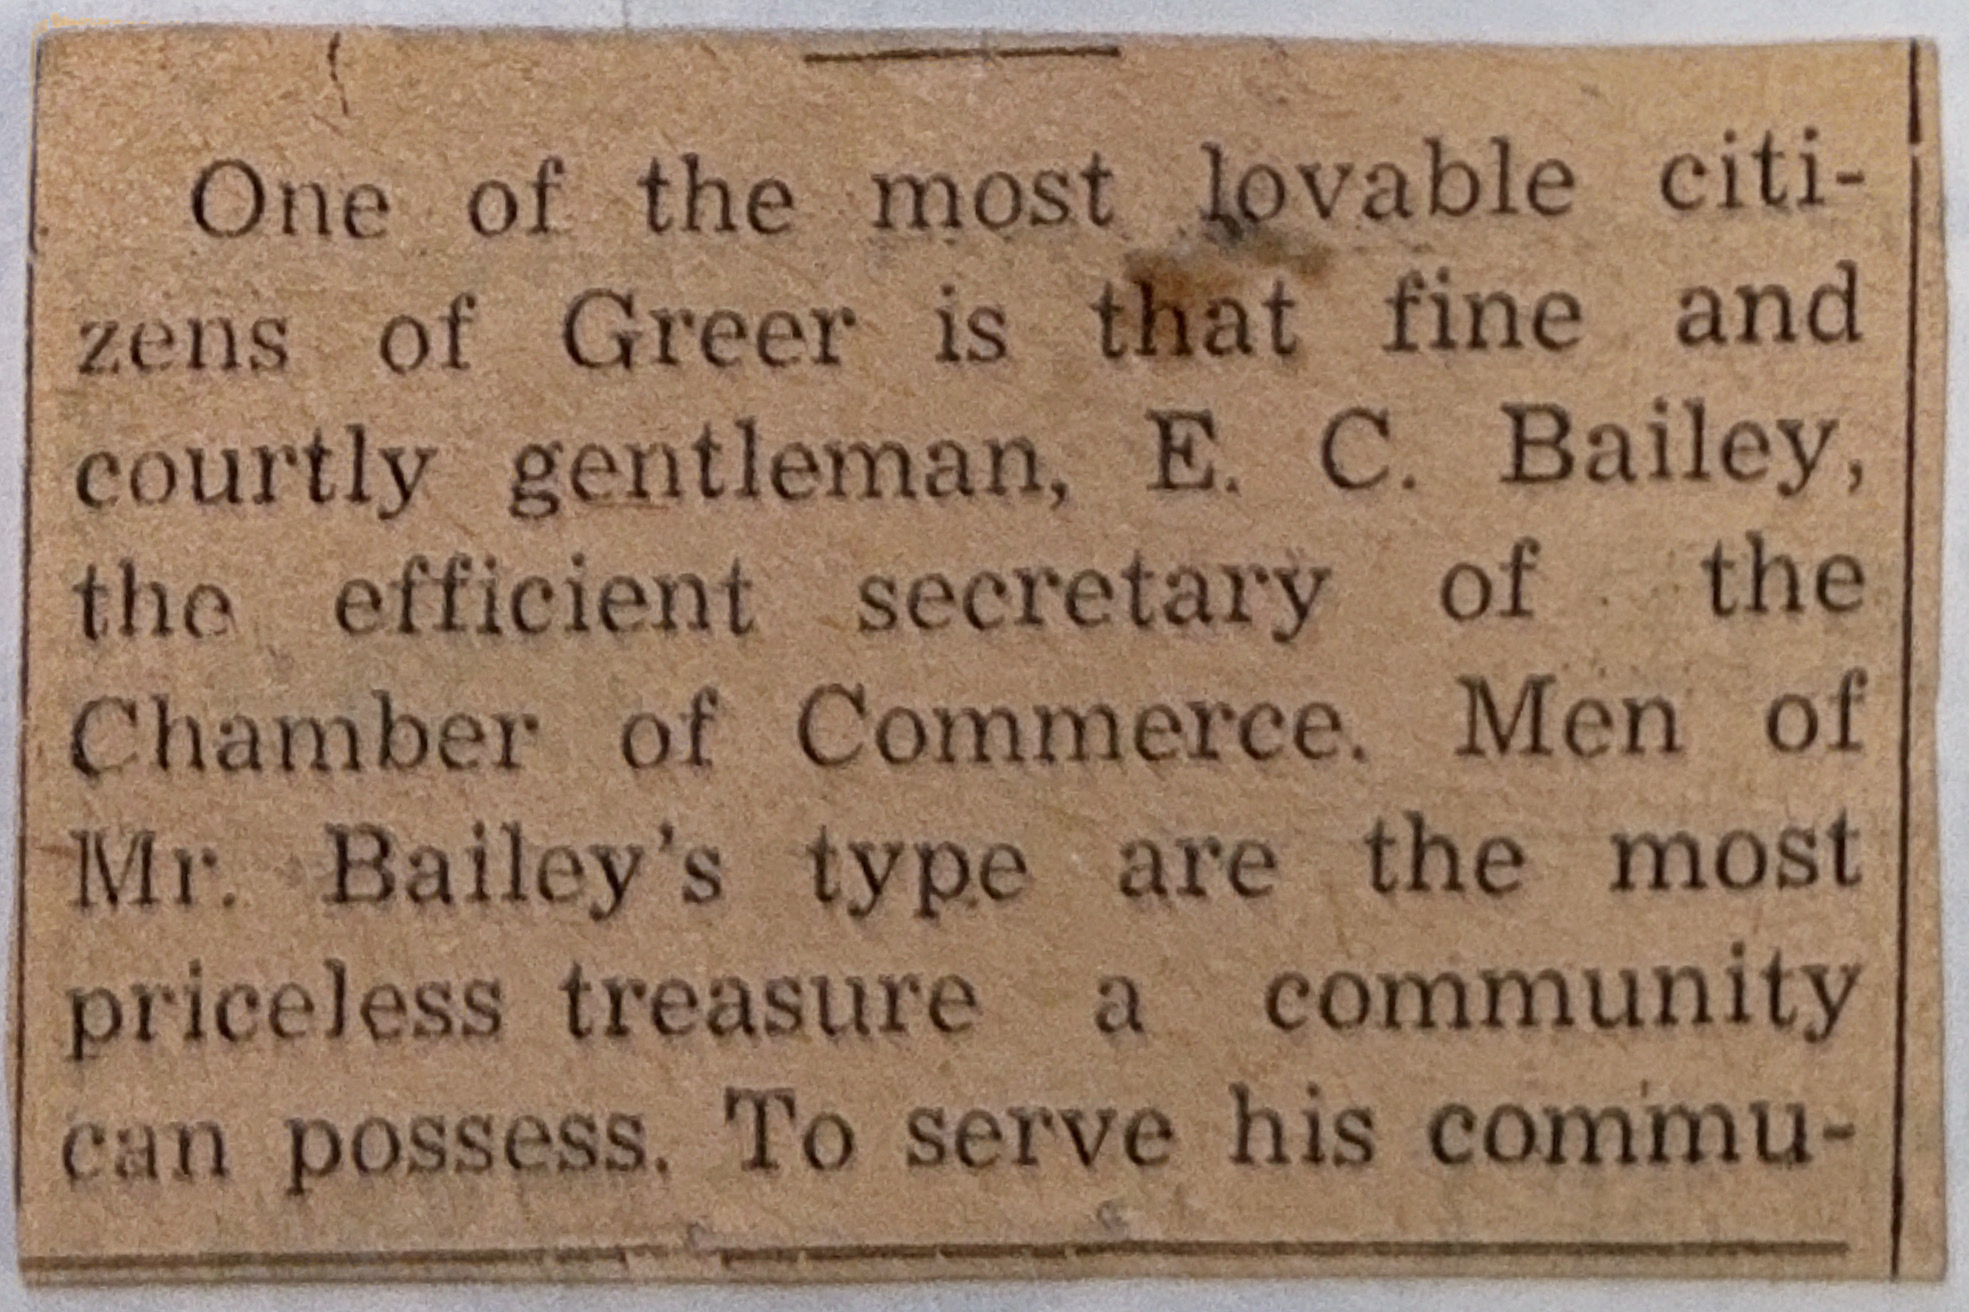 One of the most lovable citi-
zens of Greer is that fine and
courtly gentleman, E. C. Bailey,
the efficient secretary of the
Chamber of Commerce. Men of
Mr. Bailey's type are the most
priceless treasure a community
can possess. To serve his commu-